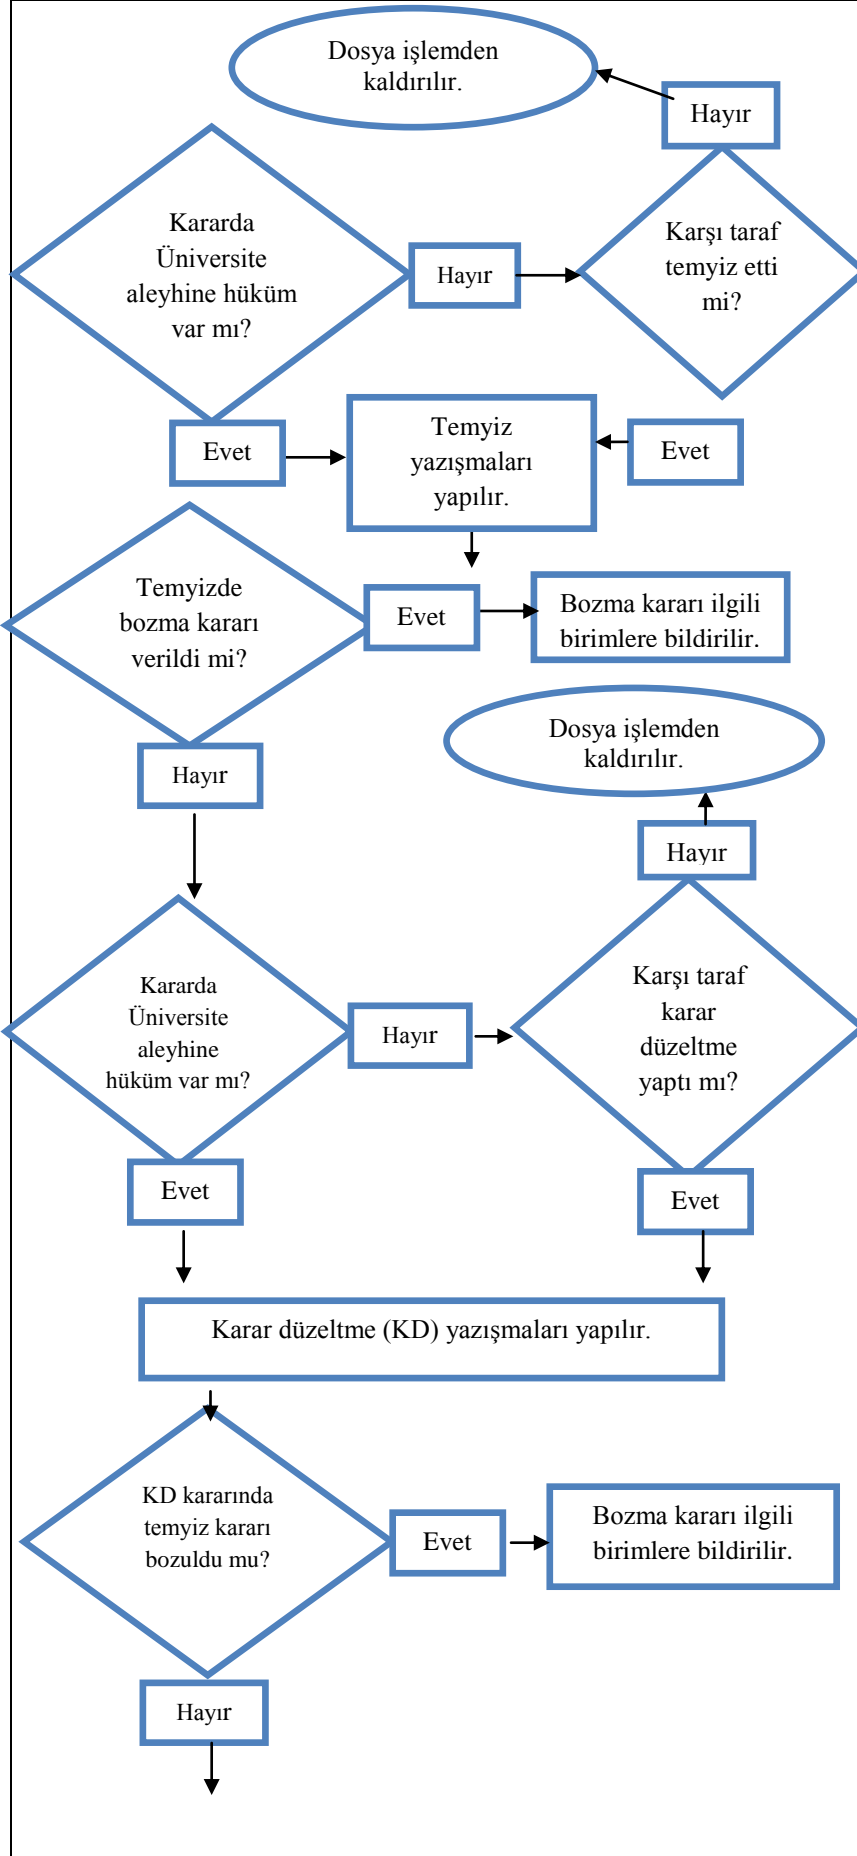 Dosya işlemden
kaldırılır.
Hayır
Kararda
Üniversite
aleyhine hüküm
var mı?
Hayır
Karşı taraf
temyiz etti
mi?
Evet
Temyiz
yazışmaları
yapılır.
Evet
Temyizde
bozma kararı
verildi mi?
Evet
Bozma kararı ilgili
birimlere bildirilir.
Hayır
Dosya işlemden
kaldırılır.
Hayır
Kararda
Üniversite
aleyhine
hüküm var mı?
Hayır
Karşı taraf
karar
düzeltme
yaptı mı?
Evet
Evet
Karar düzeltme (KD) yazışmaları yapılır.
KD kararında
temyiz kararı
bozuldu mu?
Evet
Bozma kararı ilgili
birimlere bildirilir.
Hayır